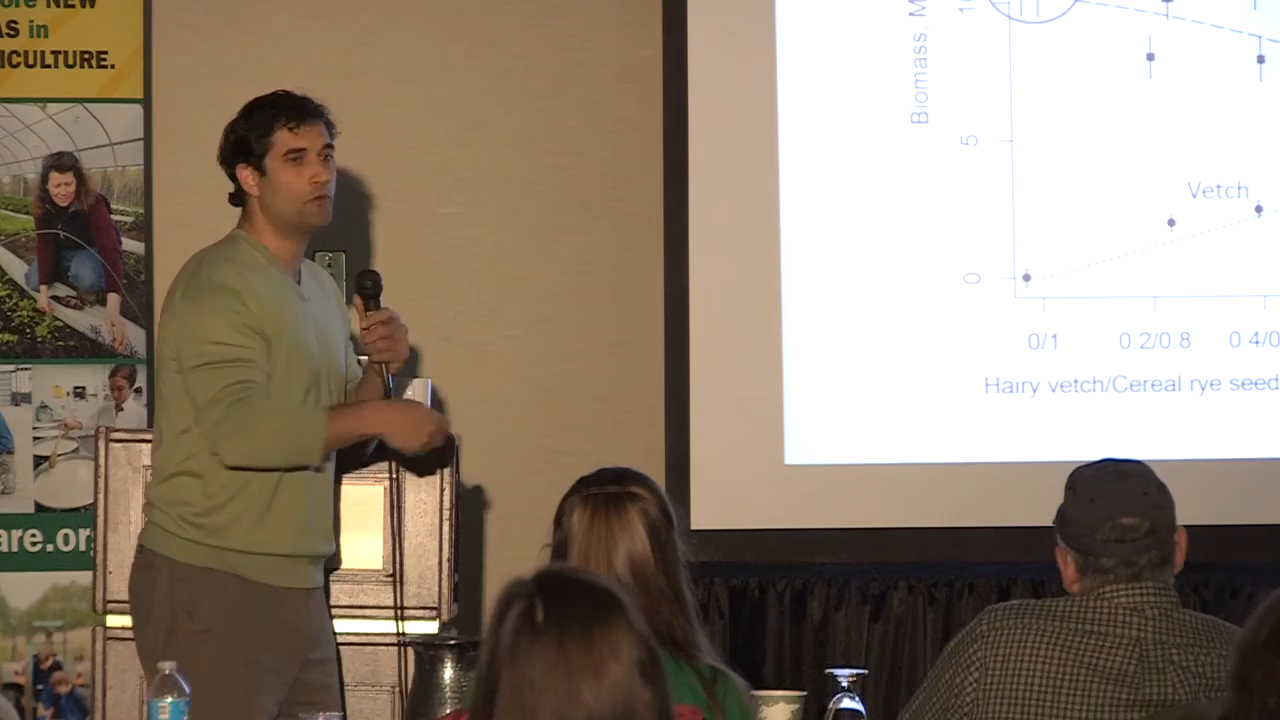 ore NEW
AS in
ICULTURE.
are.or
Biomass, M
5
Vetch
0
0/1
0.2/0.8
0.4/0
Hairy vetch/Cereal rye seed